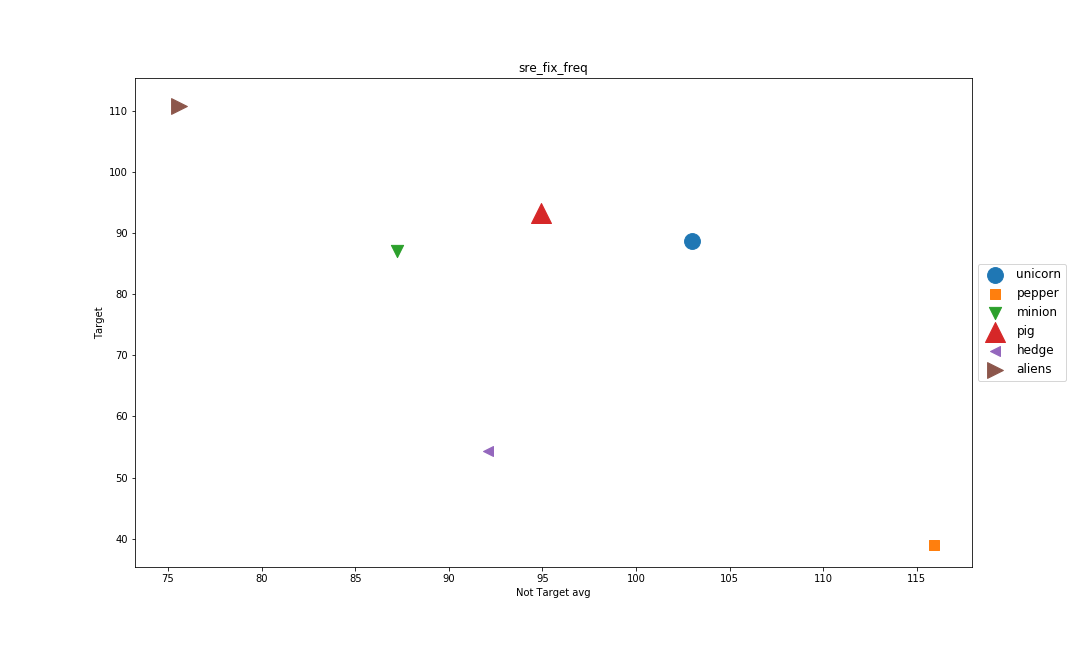 sre_fix_freq
110
100
90
80
70
60
50
40
Target
75 80 85 90 95 100 105 110 115
Not Target avg
unicorn
pepper
minion
pig
hedge
aliens